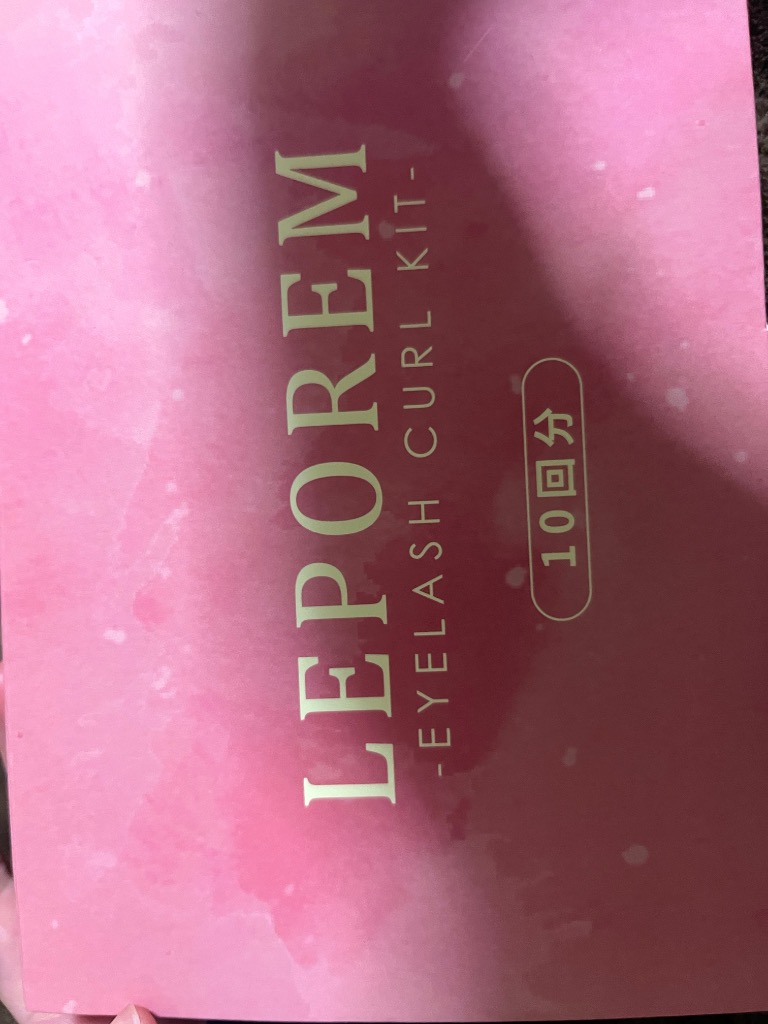 LEPOREM
-EYELASH CURL KIT-
10回分